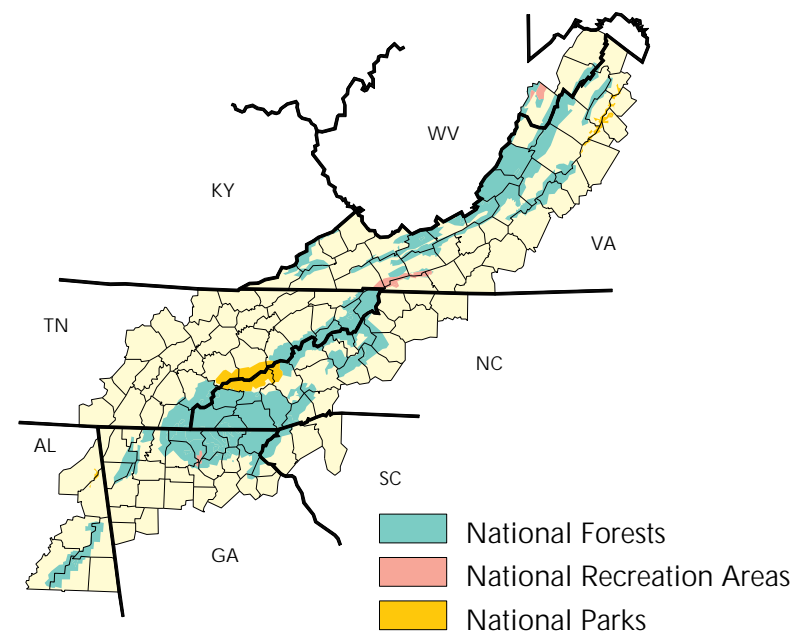 WV
KY
VA
TN
NC
AL
SC
GA
National Forests
National Recreation Areas
National Parks